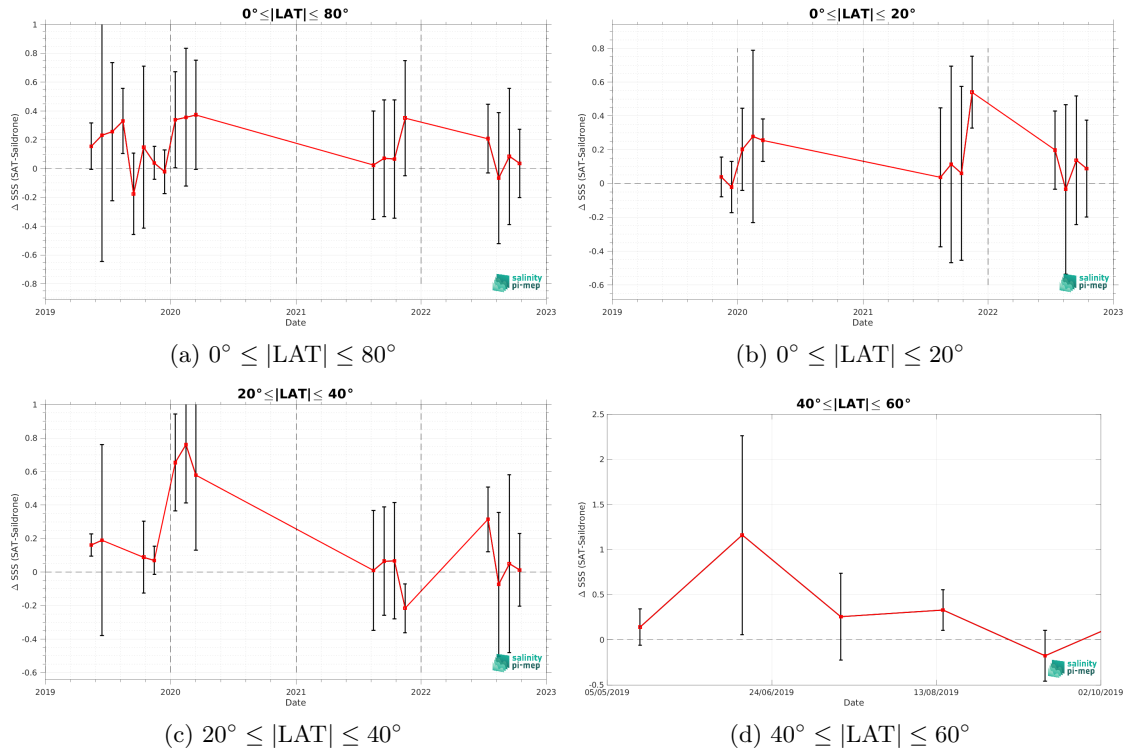 0°≤|LAT|≤ 80°
1
0.8
0.6
0.4
0.2
0
-0.2
-0.4
-0.6
-0.8
Δ SSS (SAT-Saildrone)
2019
2020
2021
2022
2023
Date
salinity
pi-mep
(a) 0° ≤ |LAT| ≤ 80°
0°≤|LAT|≤ 20°
0.8
0.6
0.4
0.2
0
-0.2
-0.4
-0.6
Δ SSS (SAT-Saildrone)
2019
2020
2021
2022
2023
Date
salinity
pi-mep
(b) 0° ≤ |LAT| ≤ 20°
20°≤|LAT|≤ 40°
1
0.8
0.6
0.4
0.2
0
-0.2
-0.4
-0.6
Δ SSS (SAT-Saildrone)
2019
2020
2021
2022
2023
Date
salinity
pi-mep
(c) 20° ≤ |LAT| ≤ 40°
40°≤|LAT|≤ 60°
2.5
2
1.5
1
0.5
0
-0.5
Δ SSS (SAT-Saildrone)
05/05/2019
24/06/2019
13/08/2019
02/10/2019
Date
salinity
pi-mep
(d) 40° ≤ |LAT| ≤ 60°